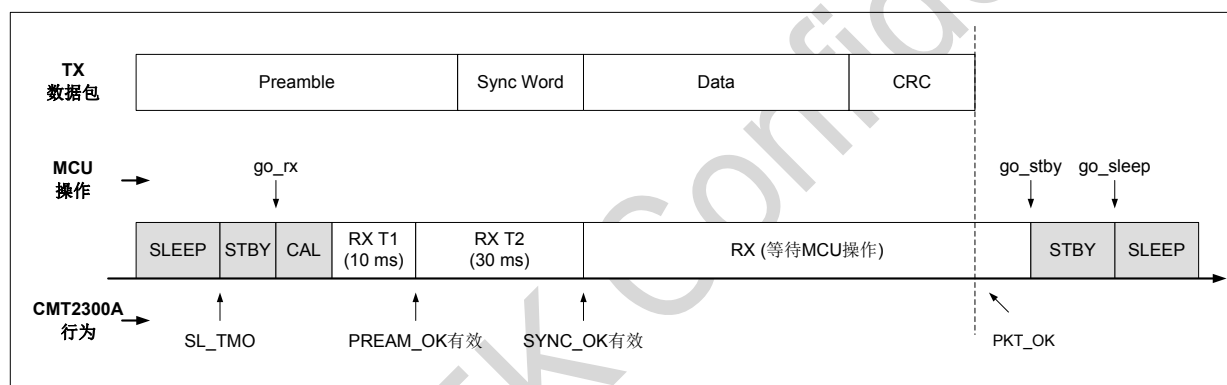 TX
数据包
Preamble
Sync Word
Data
CRC
MCU
操作
go_rx
go_stby
go_sleep
SLEEP
STBY
CAL
RX T1
(10 ms)
RX T2
(30 ms)
RX (等待MCU操作)
STBY
SLEEP
CMT2300A
行为
SL_TMO
PREAM_OK有效
SYNC_OK有效
PKT_OK